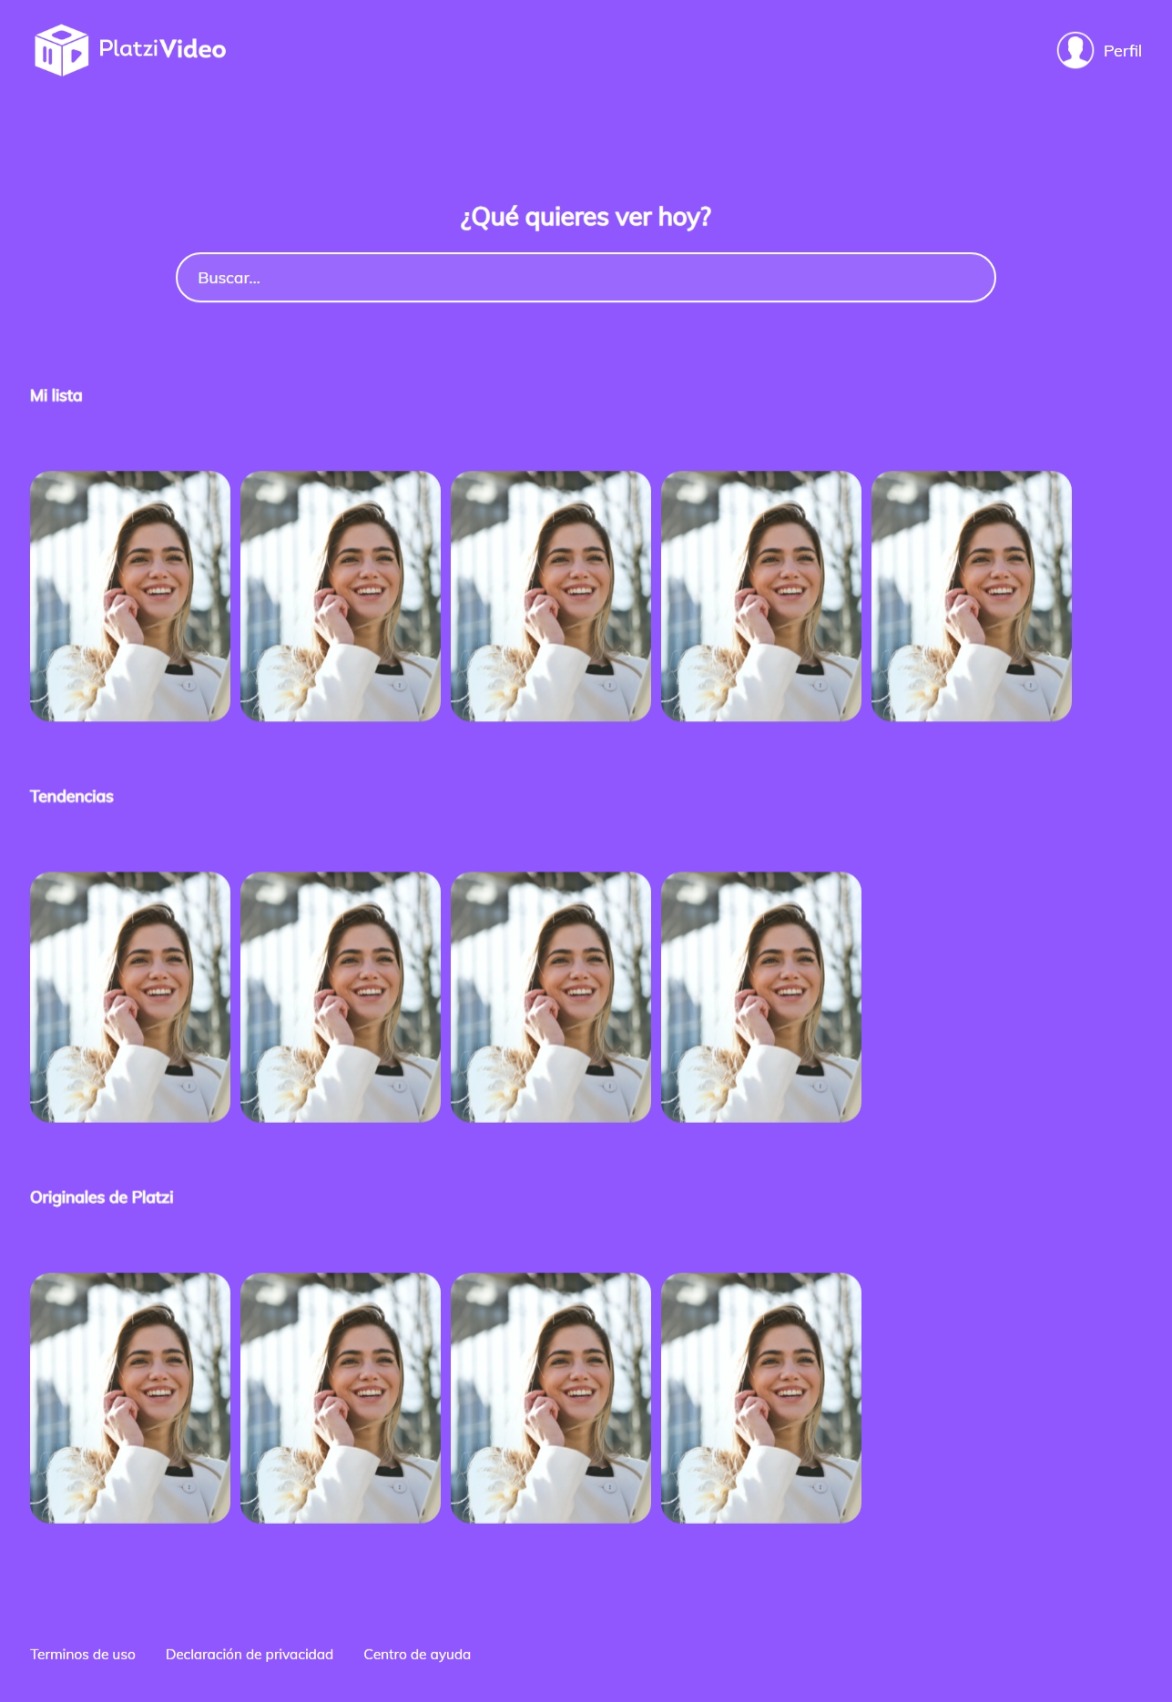 PlatziVideo
Perfil
¿Qué quieres ver hoy?
Buscar...
Mi lista
Tendencias
Originales de Platzi
Terminos de uso
Declaración de privacidad
Centro de ayuda